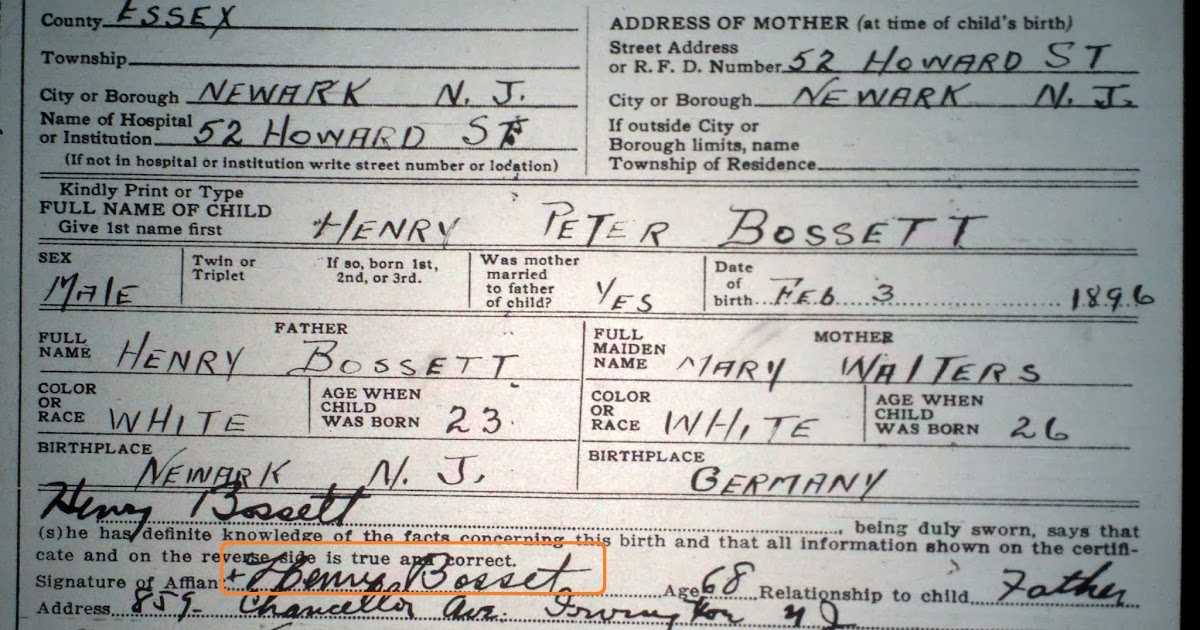 County ESSEX
Township
City or Borough NEWARK N. J.
Name of Hospital
or Institution 52 HOWARD ST
(If not in hospital or institution write street number or location)
ADDRESS OF MOTHER (at time of child's birth)
Street Address
or R. F. D. Number 52 HOWARD ST
City or Borough NEWARK N. J.
If outside City or
Borough limits, name
Township of Residence
Kindly Print or Type
FULL NAME OF CHILD
Give 1st name first HENRY PETER BOSSETT
SEX
MALE
Twin or
Triplet
If so, born 1st,
2nd, or 3rd.
Was mother
married
to father
of child? YES
Date
of
birth FEB 3 1896
FATHER
FULL
NAME HENRY BOSSETT
MOTHER
FULL
MAIDEN
NAME MARY WALTERS
COLOR
OR
RACE WHITE
AGE WHEN
CHILD
WAS BORN 23
COLOR
OR
RACE WHITE
AGE WHEN
CHILD
WAS BORN 26
BIRTHPLACE
NEWARK N. J.
BIRTHPLACE
GERMANY
Henry Bossett being duly sworn, says that
(s)he has definite knowledge of the facts concerning this birth and that all information shown on the certifi-
cate and on the reverse side is true and correct.
Signature of Affiant Henry Bosset Age 68 Relationship to child Father
Address 859 Chancellor Ave. Irvington N J